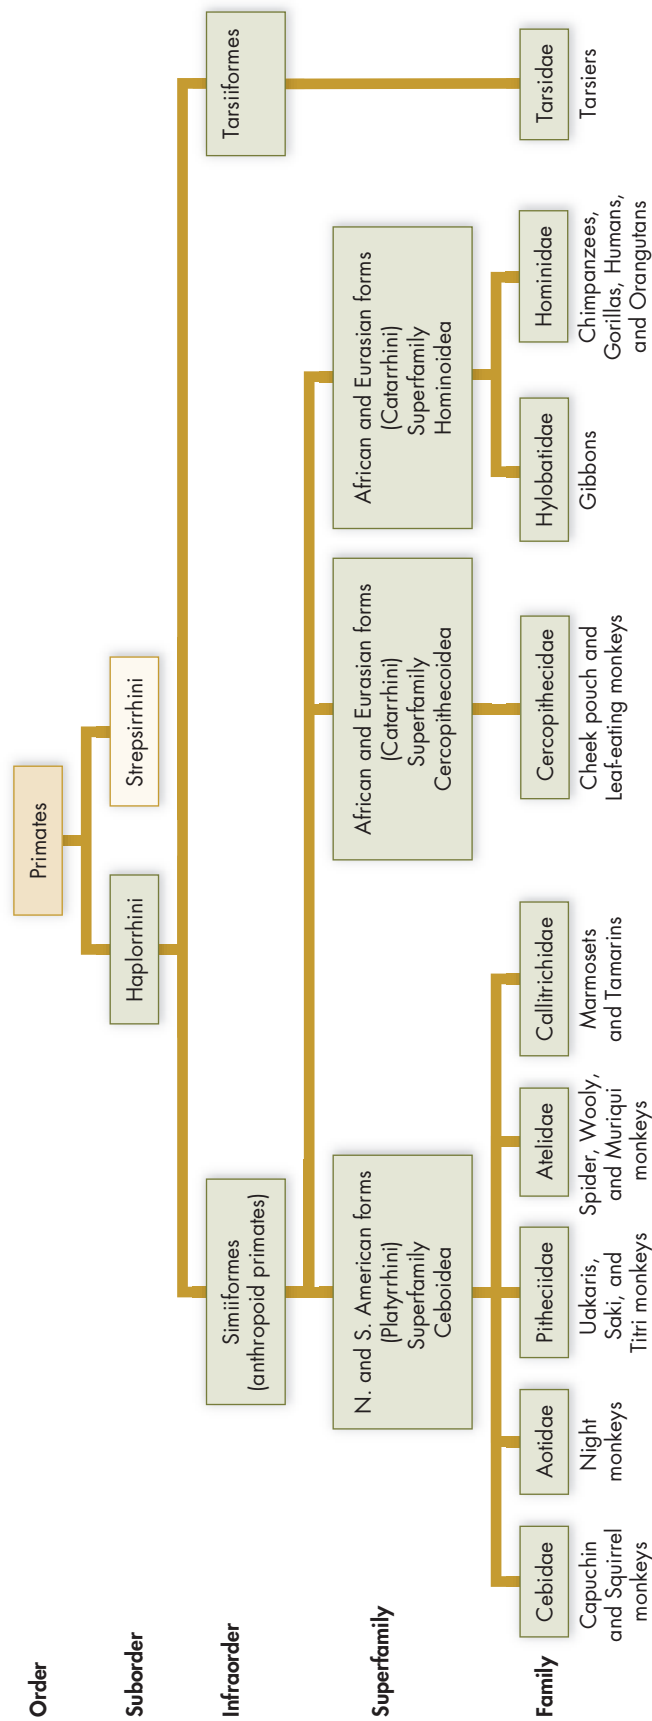 Order
Primates
Suborder
Haplorrhini
Strepsirrhini
Infraorder
Simiiformes
(anthropoid primates)
Tarsiiformes
Superfamily
N. and S. American forms
(Platyrrhini)
Superfamily
Ceboidea
African and Eurasian forms
(Catarrhini)
Superfamily
Cercopithecoidea
African and Eurasian forms
(Catarrhini)
Superfamily
Hominoidea
Family
Cebidae
Capuchin
and Squirrel
monkeys
Aotidae
Night
monkeys
Pitheciidae
Uakaris,
Saki, and
Titri monkeys
Atelidae
Spider, Wooly,
and Muriqui
monkeys
Callitrichidae
Marmosets
and Tamarins
Cercopithecidae
Cheek pouch and
Leaf-eating monkeys
Hylobatidae
Gibbons
Hominidae
Chimpanzees,
Gorillas, Humans,
and Orangutans
Tarsidae
Tarsiers